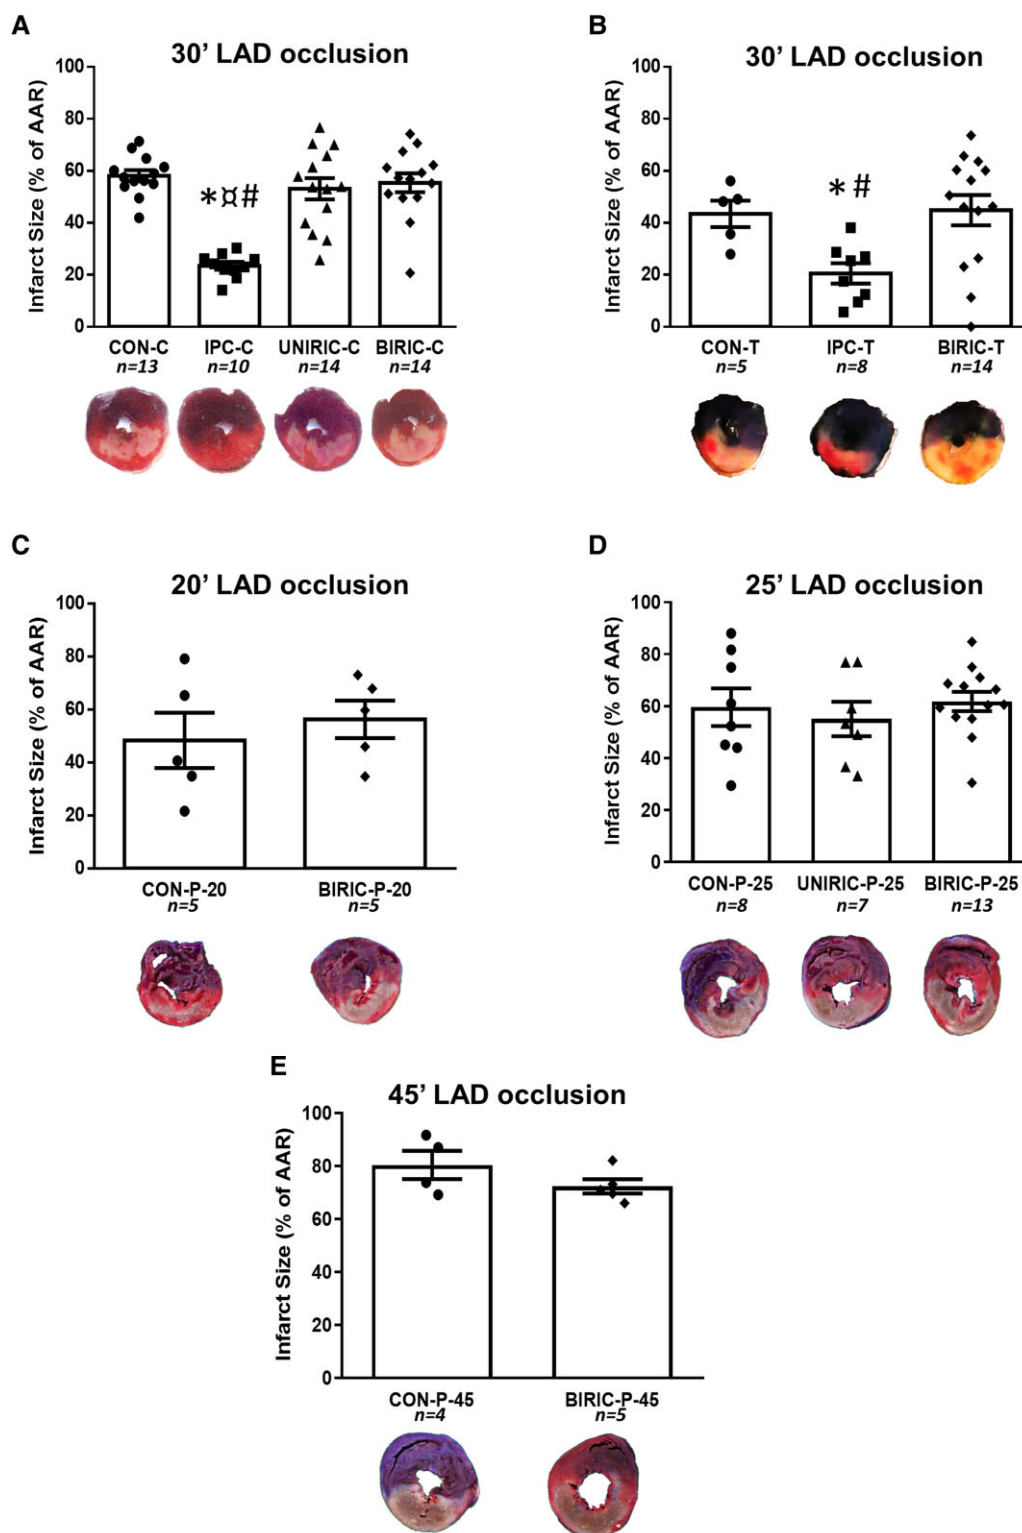 A
30' LAD occlusion
Infarct Size (% of AAR)
100
80
60
40
20
0
*¤#
CON-C IPC-C UNIRIC-C BIRIC-C
n=13 n=10 n=14 n=14
B
30' LAD occlusion
Infarct Size (% of AAR)
100
80
60
40
20
0
* #
CON-T IPC-T BIRIC-T
n=5 n=8 n=14
C
20' LAD occlusion
Infarct Size (% of AAR)
100
80
60
40
20
0
CON-P-20 BIRIC-P-20
n=5 n=5
D
25' LAD occlusion
Infarct Size (% of AAR)
100
80
60
40
20
0
CON-P-25 UNIRIC-P-25 BIRIC-P-25
n=8 n=7 n=13
E
45' LAD occlusion
Infarct Size (% of AAR)
100
80
60
40
20
0
CON-P-45 BIRIC-P-45
n=4 n=5